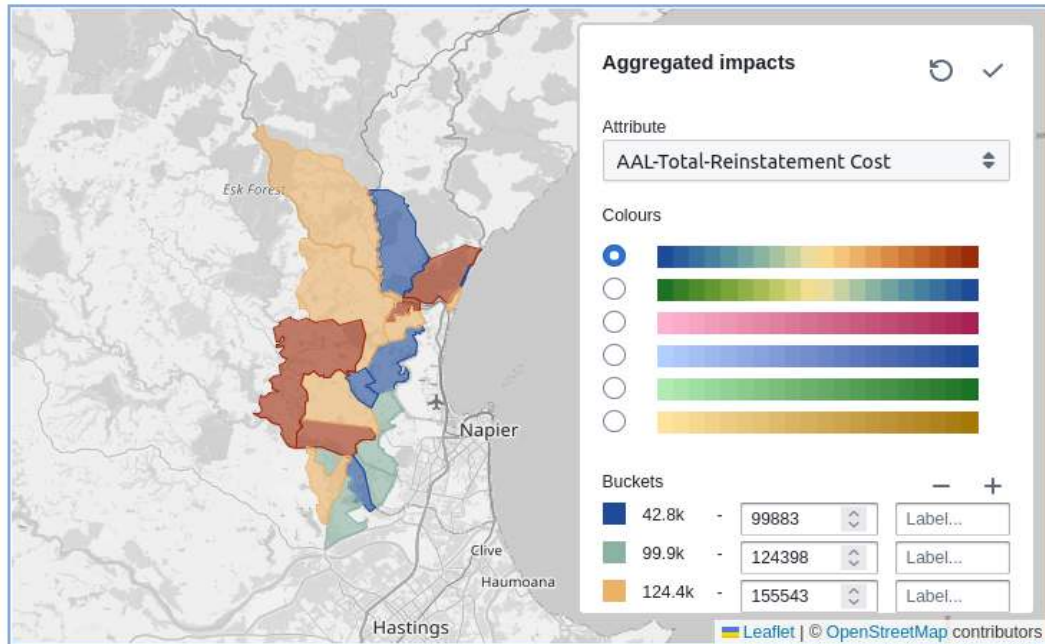 Aggregated impacts
Attribute
AAL-Total-Reinstatement Cost
Colours
Buckets
42.8k - 99883 Label...
99.9k - 124398 Label...
124.4k - 155543 Label...
Esk Forest
Napier
Clive
Haumoana
Hastings
Leaflet | © OpenStreetMap contributors